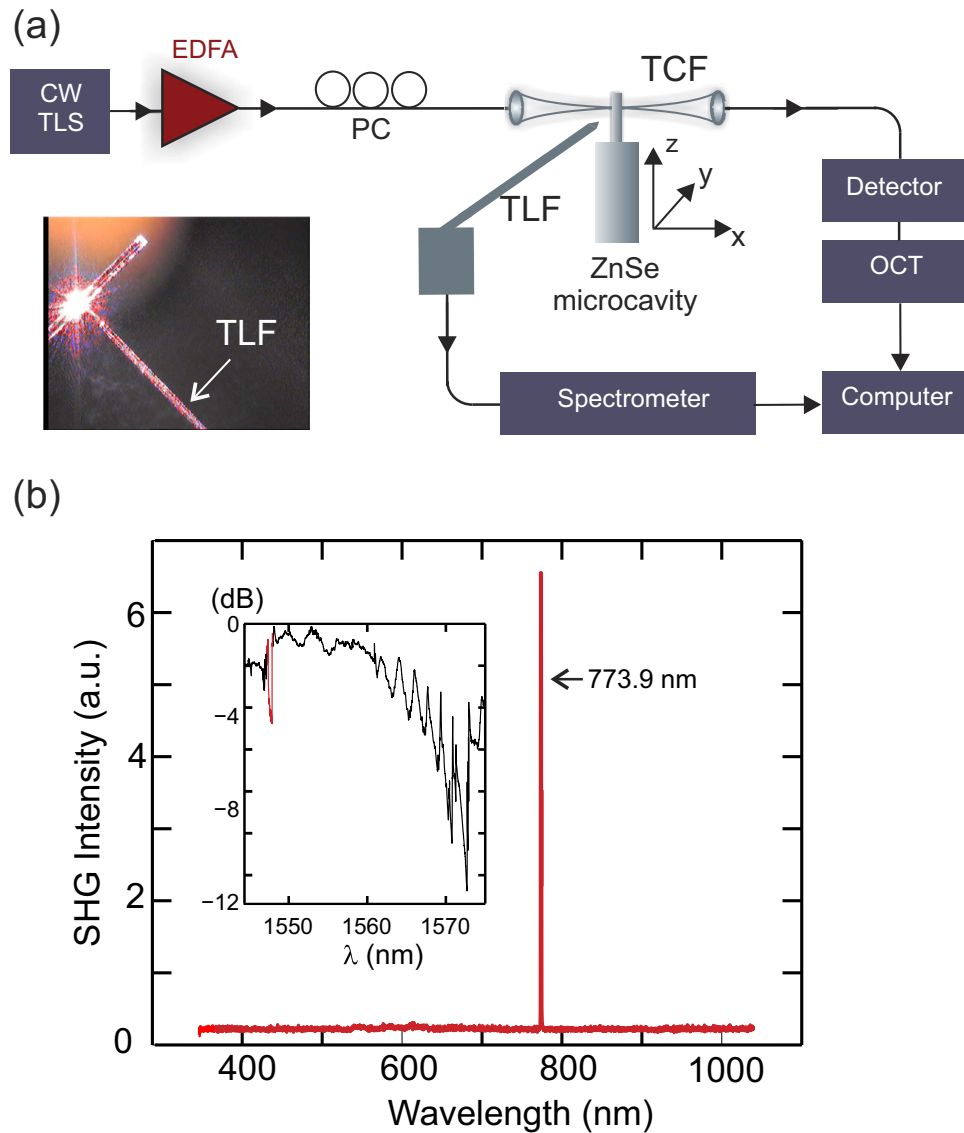 (a)
EDFA
CW
TLS
PC
TCF
TLF
z
y
x
ZnSe
microcavity
Detector
OCT
Computer
Spectrometer
TLF
(b)
SHG Intensity (a.u.)
6
4
2
0
400
600
800
1000
Wavelength (nm)
773.9 nm
(dB)
0
−4
−8
−12
1550
1560
1570
λ (nm)